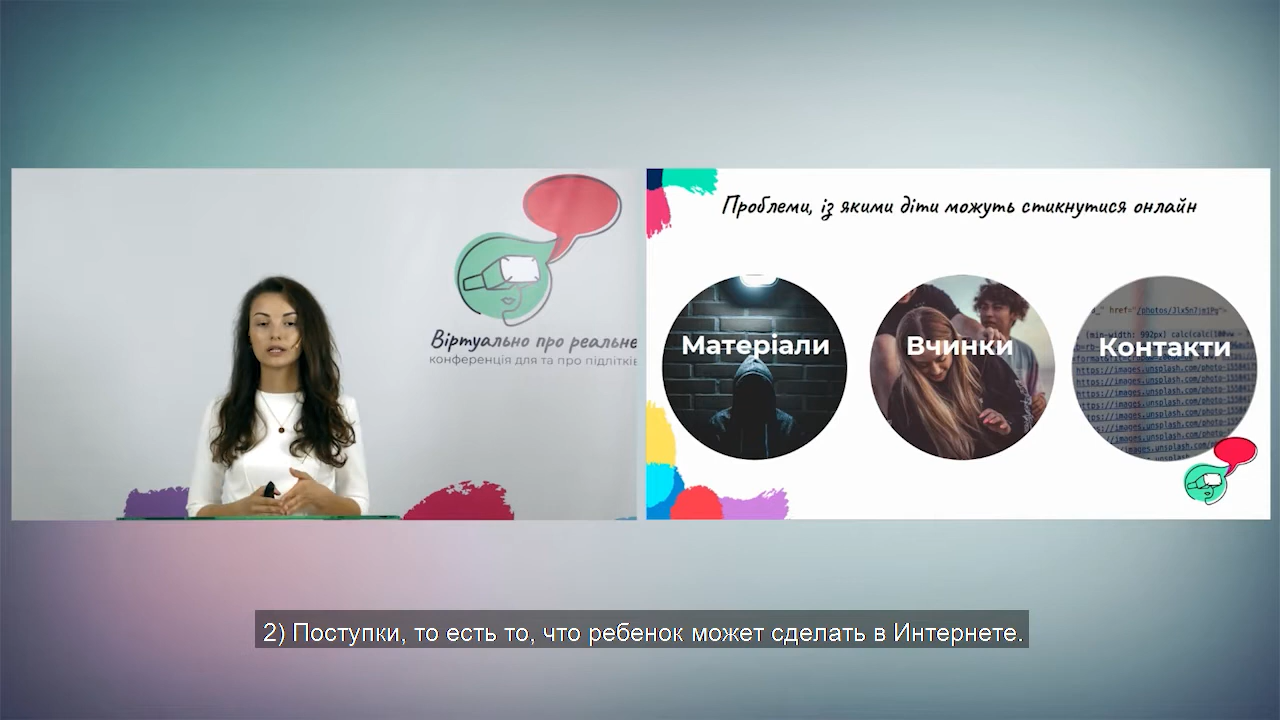 Віртуально про реальне
конференція для та про підлітків
Проблеми, із якими діти можуть стикнутися онлайн
Матеріали
Вчинки
Контакти
2) Поступки, то есть то, что ребенок может сделать в Интернете.